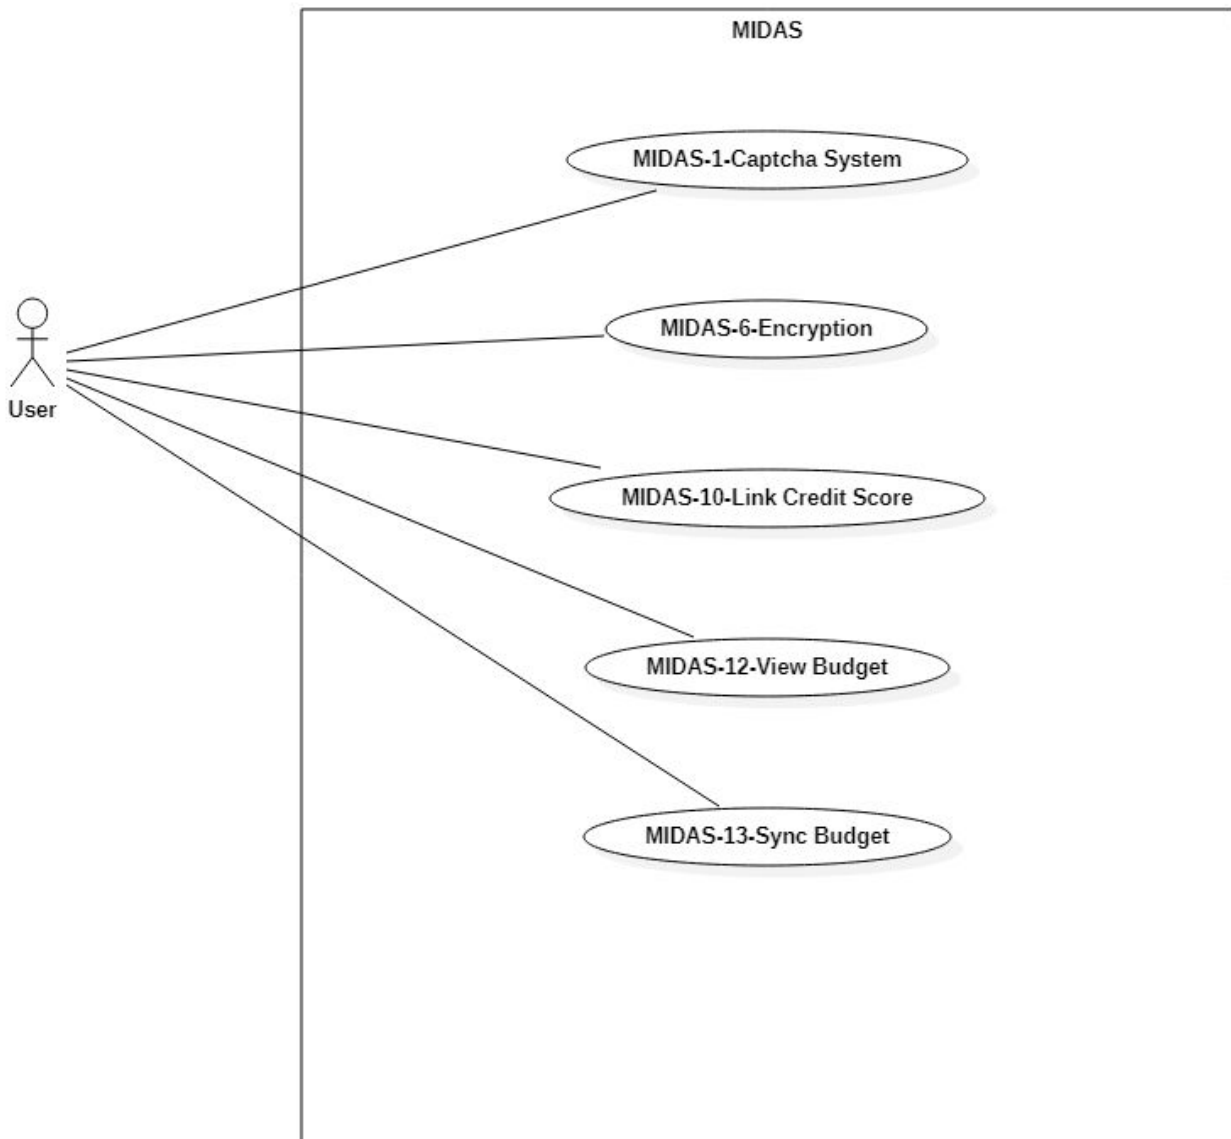 MIDAS
MIDAS-1-Captcha System
MIDAS-6-Encryption
User
MIDAS-10-Link Credit Score
MIDAS-12-View Budget
MIDAS-13-Sync Budget